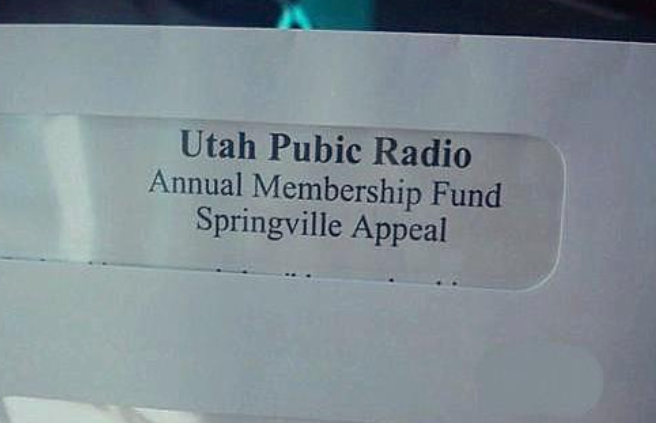 Utah Pubic Radio
Annual Membership Fund
Springville Appeal